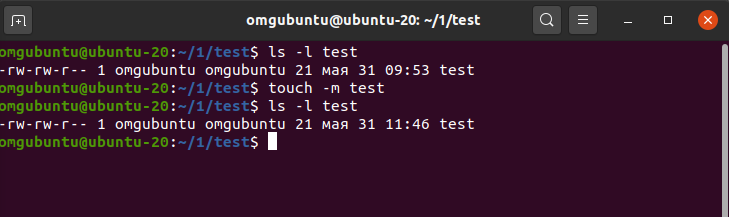 omgubuntu@ubuntu-20: ~/1/test
omgubuntu@ubuntu-20:~/1/test$ ls -l test
-rw-rw-r-- 1 omgubuntu omgubuntu 21 мая 31 09:53 test
omgubuntu@ubuntu-20:~/1/test$ touch -m test
omgubuntu@ubuntu-20:~/1/test$ ls -l test
-rw-rw-r-- 1 omgubuntu omgubuntu 21 мая 31 11:46 test
omgubuntu@ubuntu-20:~/1/test$